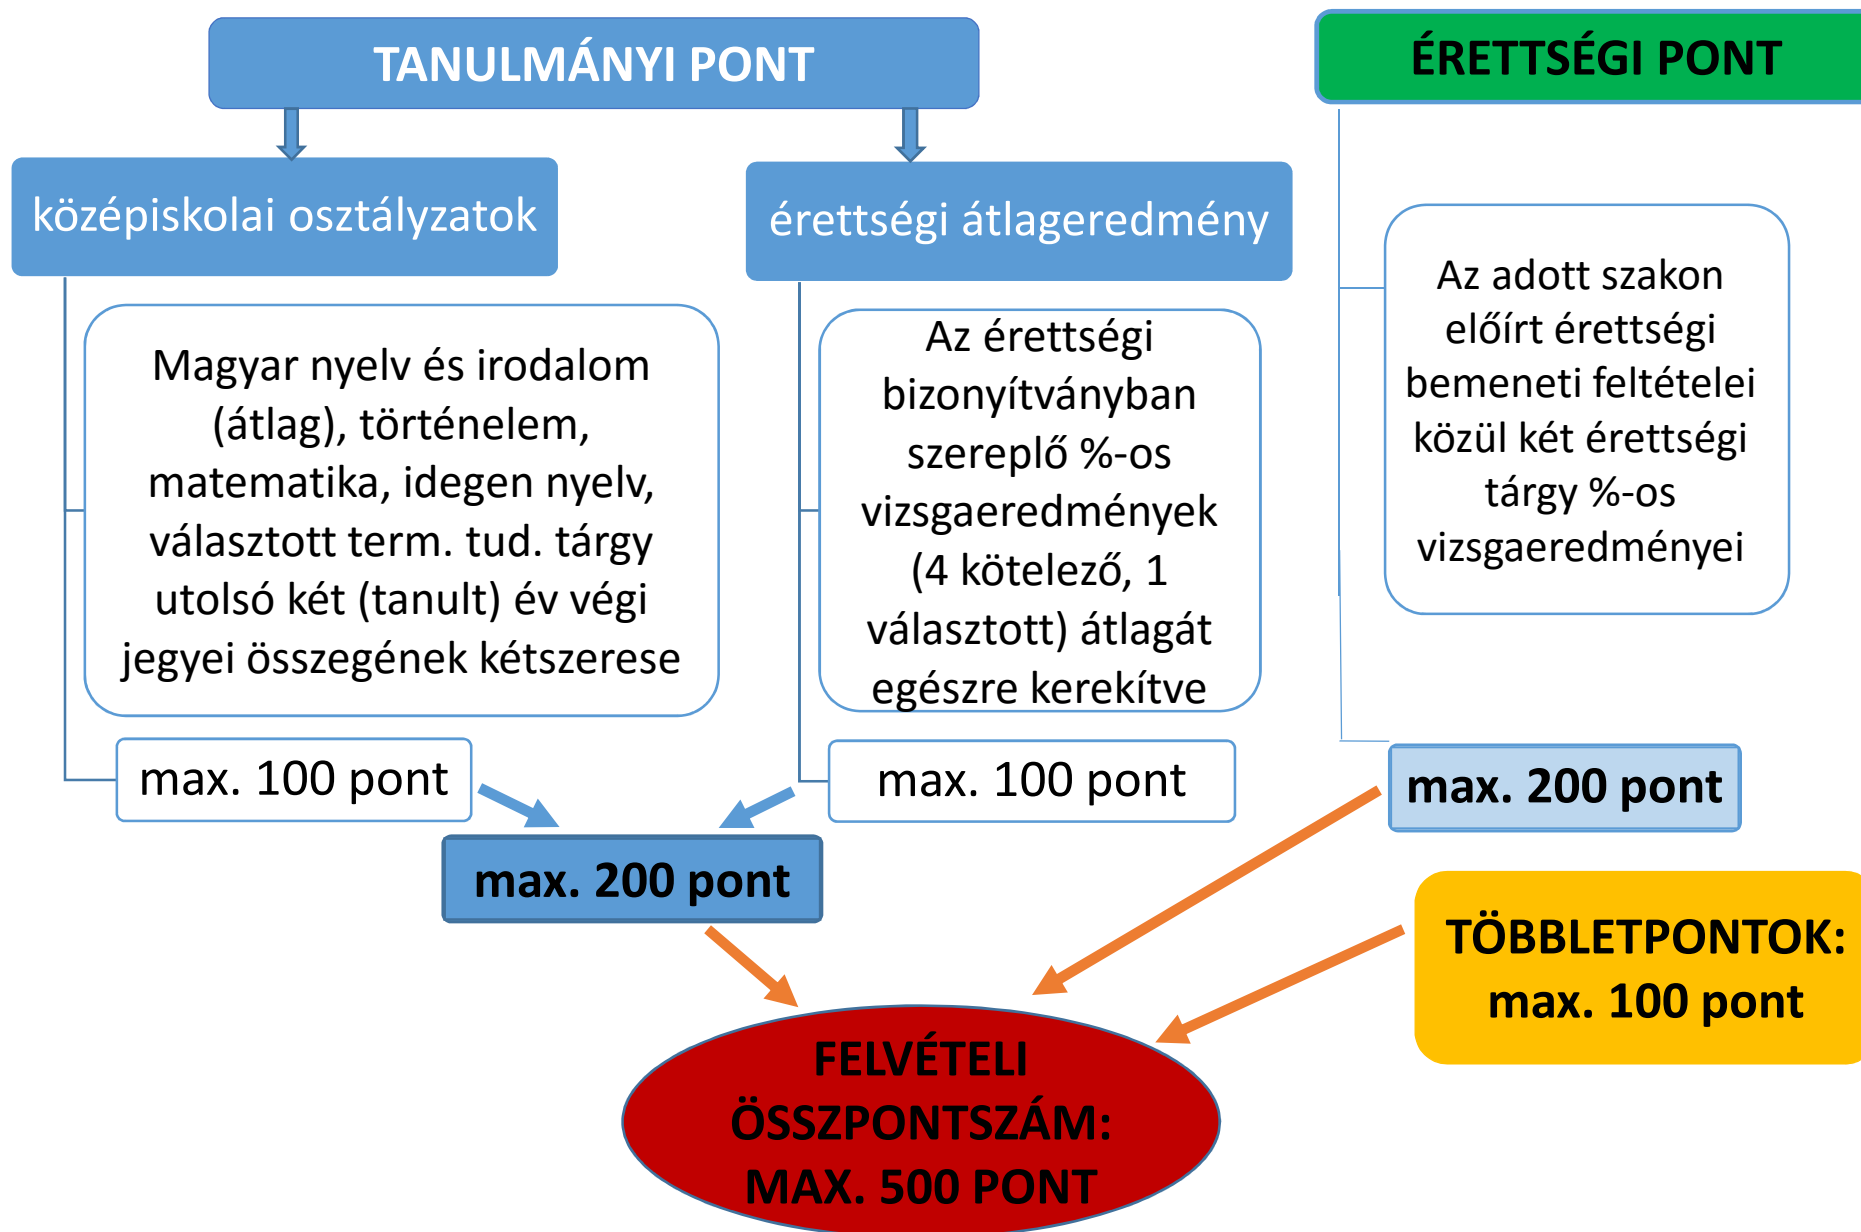 TANULMÁNYI PONT
középiskolai osztályzatok
Magyar nyelv és irodalom
(átlag), történelem,
matematika, idegen nyelv,
választott term. tud. tárgy
utolsó két (tanult) év végi
jegyei összegének kétszerese
max. 100 pont
érettségi átlageredmény
Az érettségi
bizonyítványban
szereplő %-os
vizsgaeredmények
(4 kötelező, 1
választott) átlagát
egészre kerekítve
max. 100 pont
max. 200 pont
ÉRETTSÉGI PONT
Az adott szakon
előírt érettségi
bemeneti feltételei
közül két érettségi
tárgy %-os
vizsgaeredményei
max. 200 pont
TÖBBLETPONTOK:
max. 100 pont
FELVÉTELI
ÖSSZPONTSZÁM:
MAX. 500 PONT